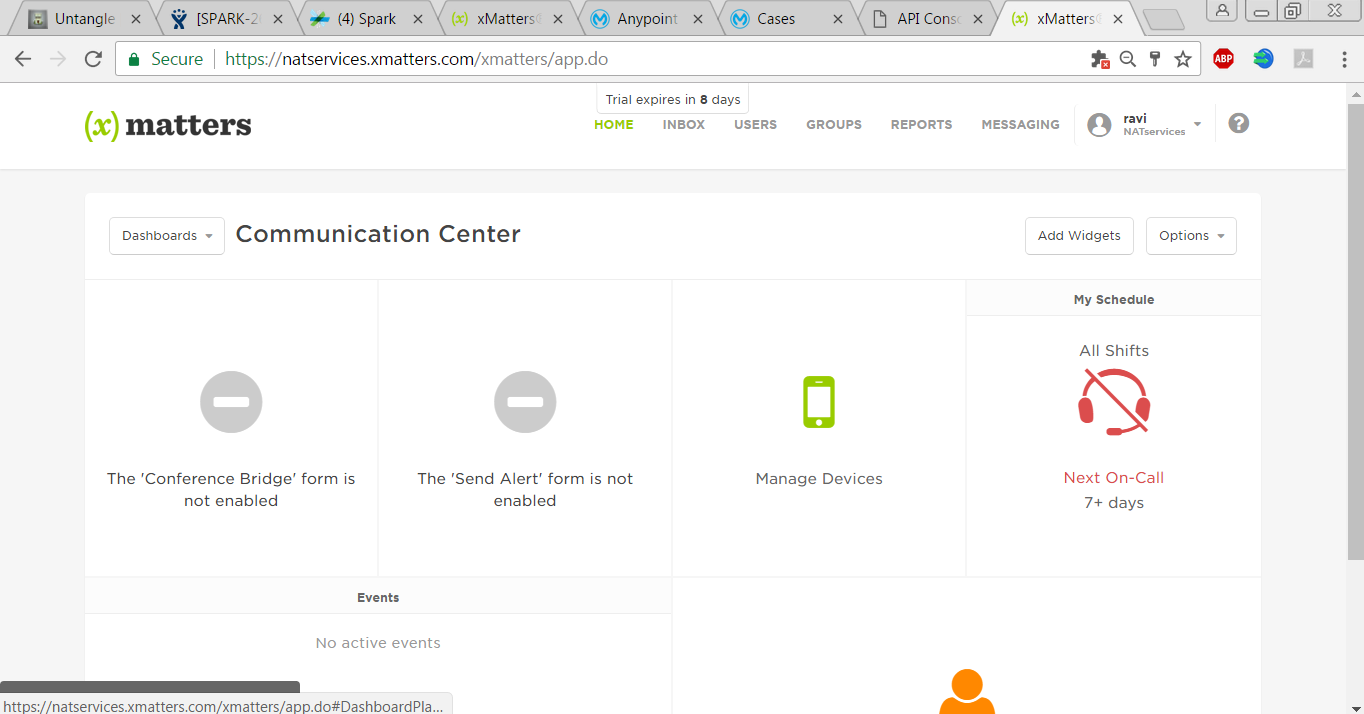 Untangle
[SPARK-2
(4) Spark
xMatters®
Anypoint
Cases
API Cons
xMatters®
Secure
https://natservices.xmatters.com/xmatters/app.do
ABP
Trial expires in 8 days
(x) matters
HOME
INBOX
USERS
GROUPS
REPORTS
MESSAGING
ravi
NATservices
?
Dashboards
Communication Center
Add Widgets
Options
The 'Conference Bridge' form is
not enabled
The 'Send Alert' form is not
enabled
Manage Devices
My Schedule
All Shifts
Next On-Call
7+ days
Events
No active events
https://natservices.xmatters.com/xmatters/app.do#DashboardPla...